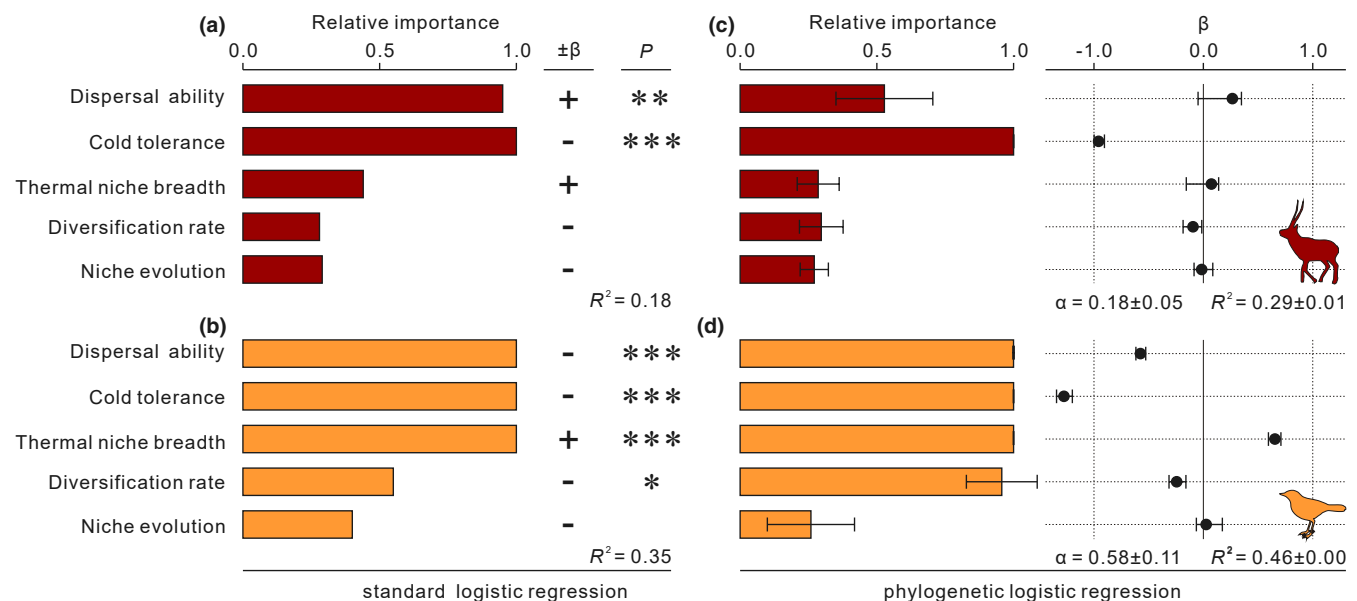 (a) Relative importance (c) Relative importance β
0.0 0.5 1.0 ±β P 0.0 0.5 1.0 -1.0 0.0 1.0
Dispersal ability + **
Cold tolerance - ***
Thermal niche breadth +
Diversification rate -
Niche evolution -
R² = 0.18 α = 0.18±0.05 R² = 0.29±0.01
(b) (d)
Dispersal ability - ***
Cold tolerance - ***
Thermal niche breadth + ***
Diversification rate - *
Niche evolution -
R² = 0.35 α = 0.58±0.11 R² = 0.46±0.00
standard logistic regression phylogenetic logistic regression